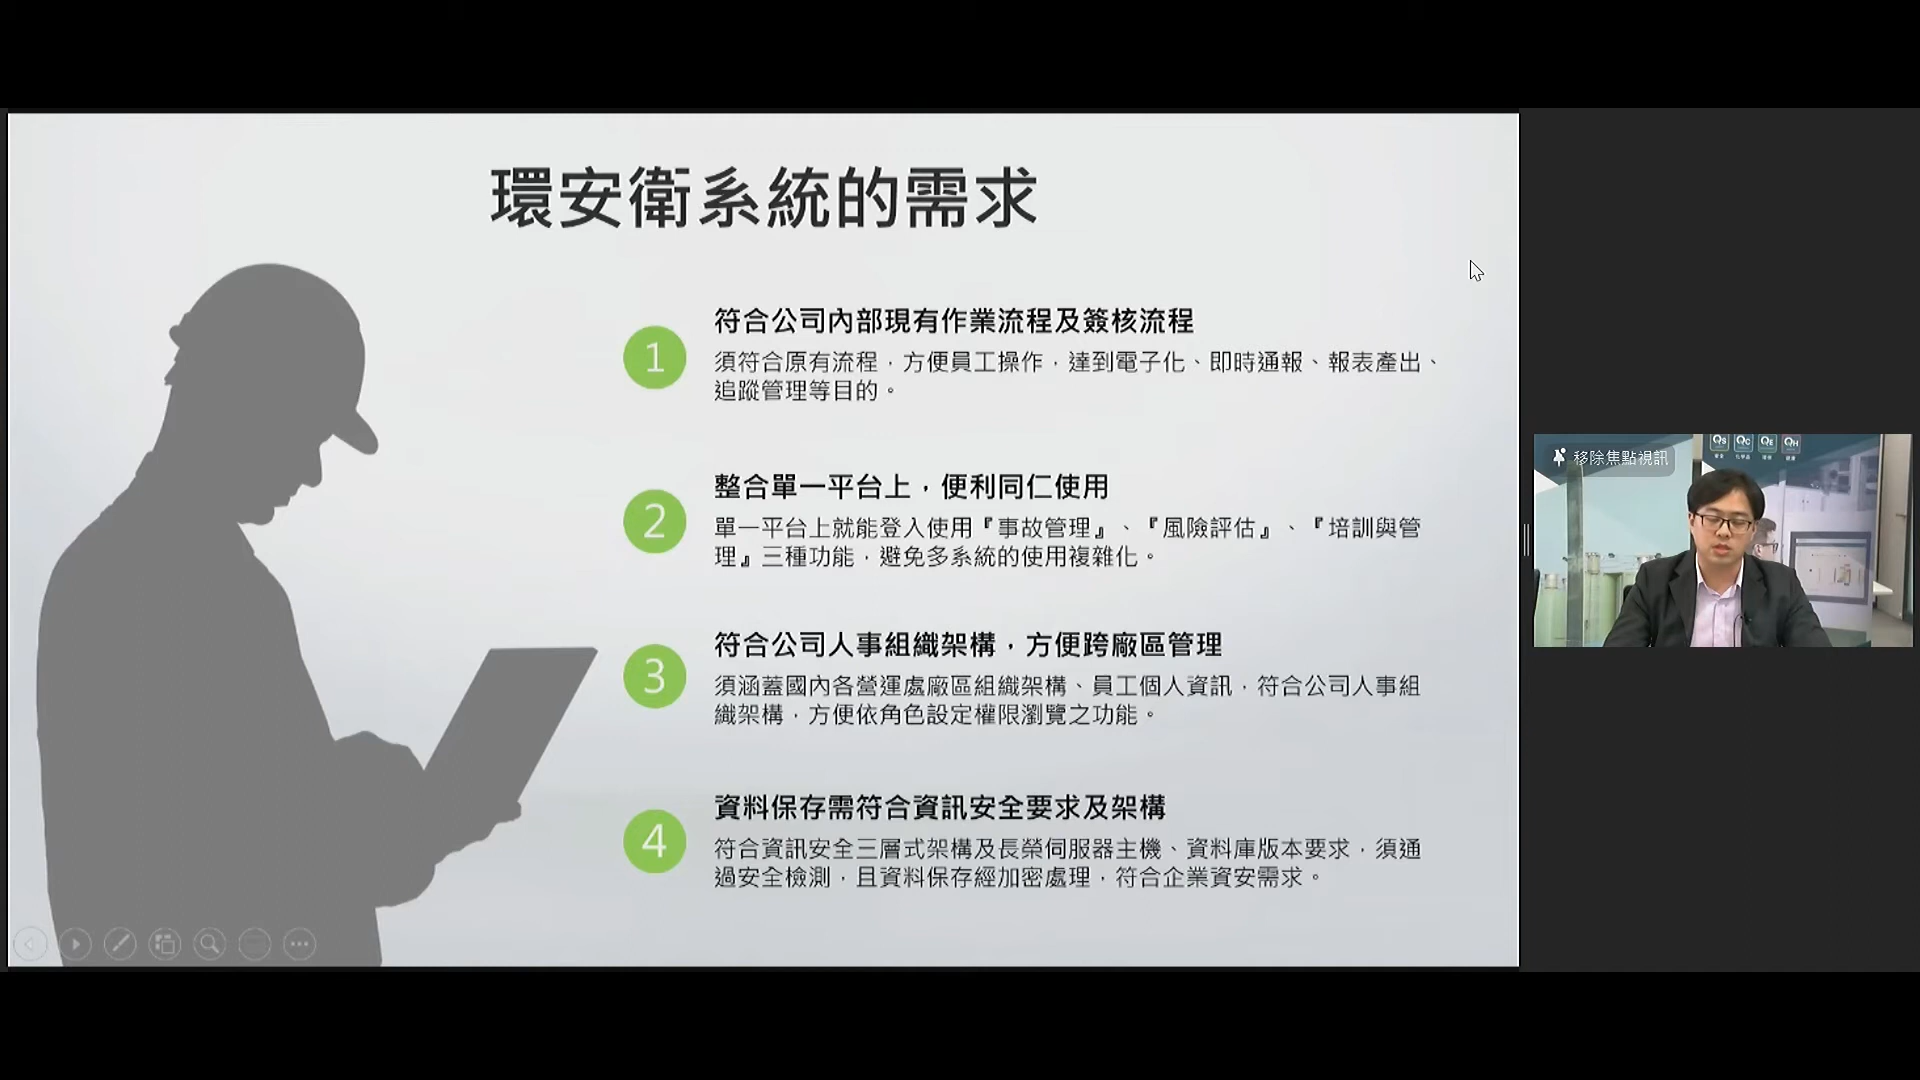 環安衛系統的需求
1
符合公司內部現有作業流程及簽核流程
須符合原有流程，方便員工操作，達到電子化、即時通報、報表產出、
追蹤管理等目的。
2
整合單一平台上，便利同仁使用
單一平台上就能登入使用『事故管理』、『風險評估』、『培訓與管
理』三種功能，避免多系統的使用複雜化。
3
符合公司人事組織架構，方便跨廠區管理
須涵蓋國內各營運處廠區組織架構、員工個人資訊，符合公司人事組
織架構，方便依角色設定權限瀏覽之功能。
4
資料保存需符合資訊安全要求及架構
符合資訊安全三層式架構及長榮伺服器主機、資料庫版本要求，須通
過安全檢測，且資料保存經加密處理，符合企業資安需求。
移除焦點視訊
QS QC QE QH